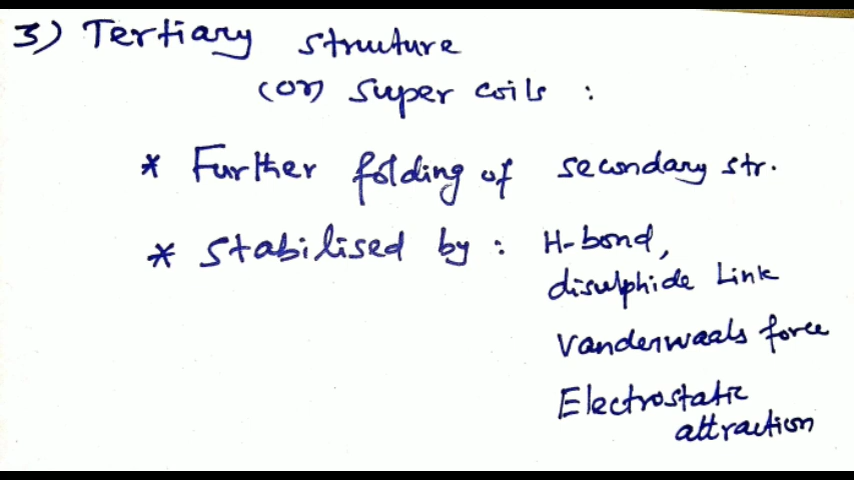 3) Tertiary struuture
(or) super coils :
* Further folding of secondary str.
* Stabilised by : H-bond,
disulphide Link
Vanderwaals force
Electrostatic
attraction